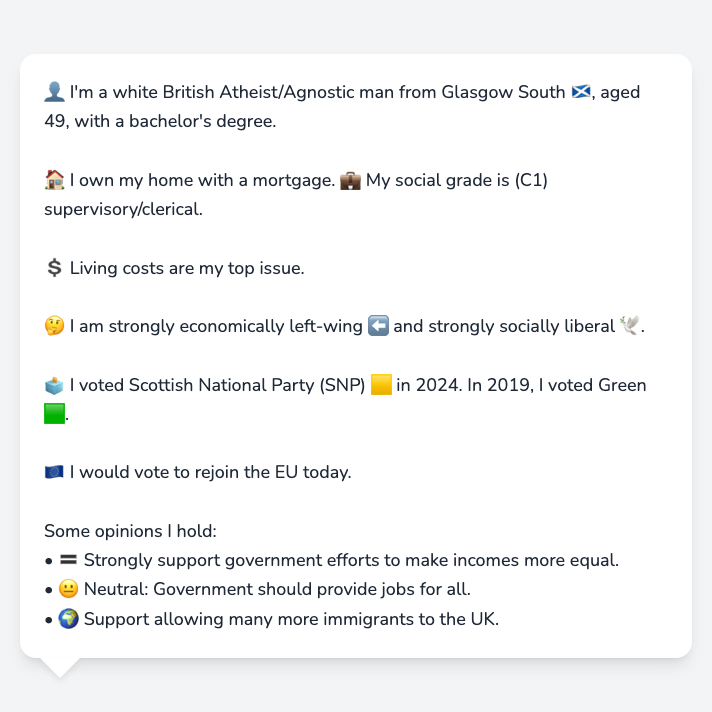 👤 I'm a white British Atheist/Agnostic man from Glasgow South 🏴󠁧󠁢󠁳󠁣󠁴󠁿, aged
49, with a bachelor's degree.
🏠 I own my home with a mortgage. 💼 My social grade is (C1)
supervisory/clerical.
💲 Living costs are my top issue.
🤔 I am strongly economically left-wing ⬅️ and strongly socially liberal 🕊️.
🗳️ I voted Scottish National Party (SNP) 🟨 in 2024. In 2019, I voted Green
🟩.
🇪🇺 I would vote to rejoin the EU today.
Some opinions I hold:
• 🟰 Strongly support government efforts to make incomes more equal.
• 😐 Neutral: Government should provide jobs for all.
• 🌍 Support allowing many more immigrants to the UK.